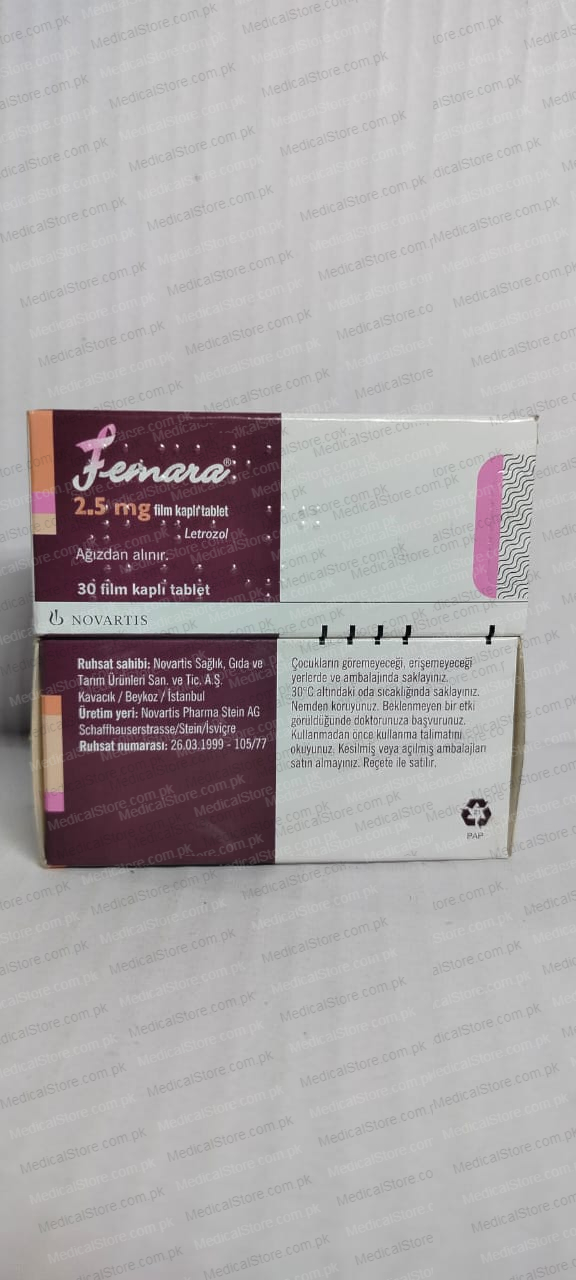 Femara®
2.5 mg film kaplı tablet
Letrozol
Ağızdan alınır.
30 film kaplı tablet
NOVARTIS
Ruhsat sahibi: Novartis Sağlık, Gıda ve
Tarım Ürünleri San. ve Tic. A.Ş.
Kavacık / Beykoz / İstanbul
Üretim yeri: Novartis Pharma Stein AG
Schaffhauserstrasse/Stein/İsviçre
Ruhsat numarası: 26.03.1999 - 105/77
Çocukların göremeyeceği, erişemeyeceği
yerlerde ve ambalajında saklayınız.
30°C altındaki oda sıcaklığında saklayınız.
Nemden koruyunuz. Beklenmeyen bir etki
görüldüğünde doktorunuza başvurunuz.
Kullanmadan önce kullanma talimatını
okuyunuz. Kesilmiş veya açılmış ambalajları
satın almayınız. Reçete ile satılır.
PAP
MedicalStore.com.pk